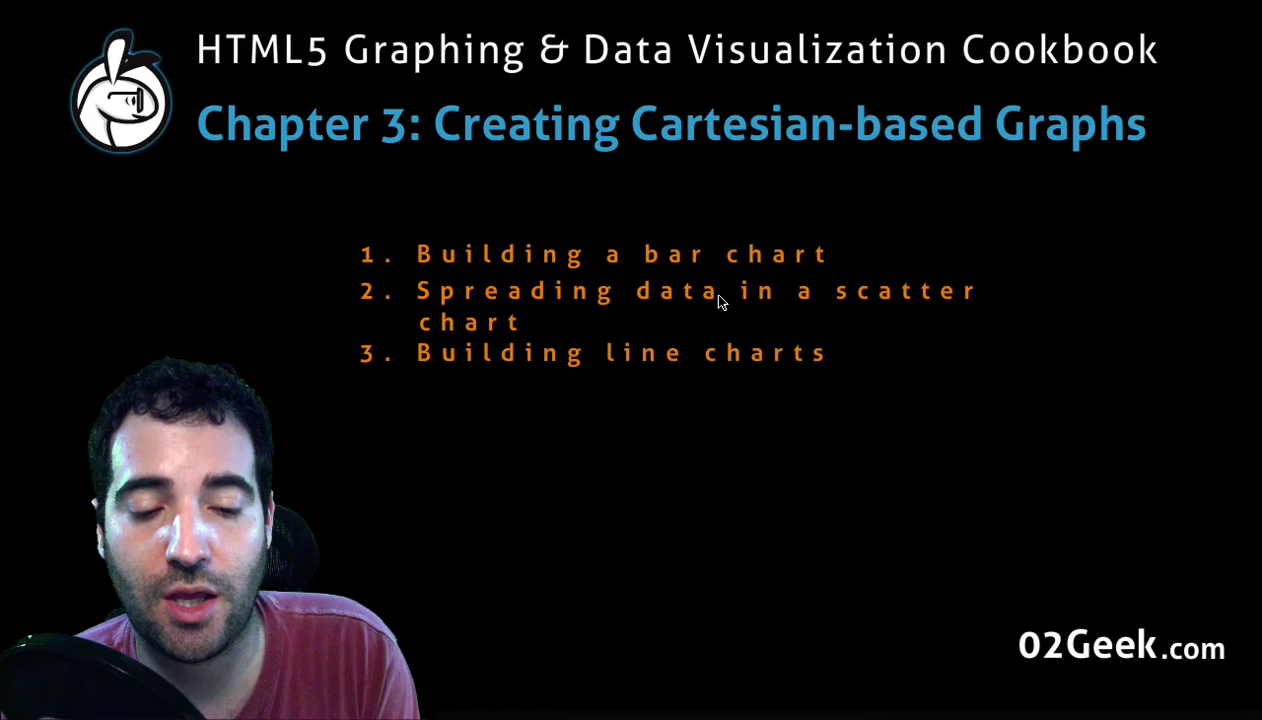 HTML5 Graphing & Data Visualization Cookbook
Chapter 3: Creating Cartesian-based Graphs
1. Building a bar chart
2. Spreading data in a scatter
chart
3. Building line charts
02Geek.com